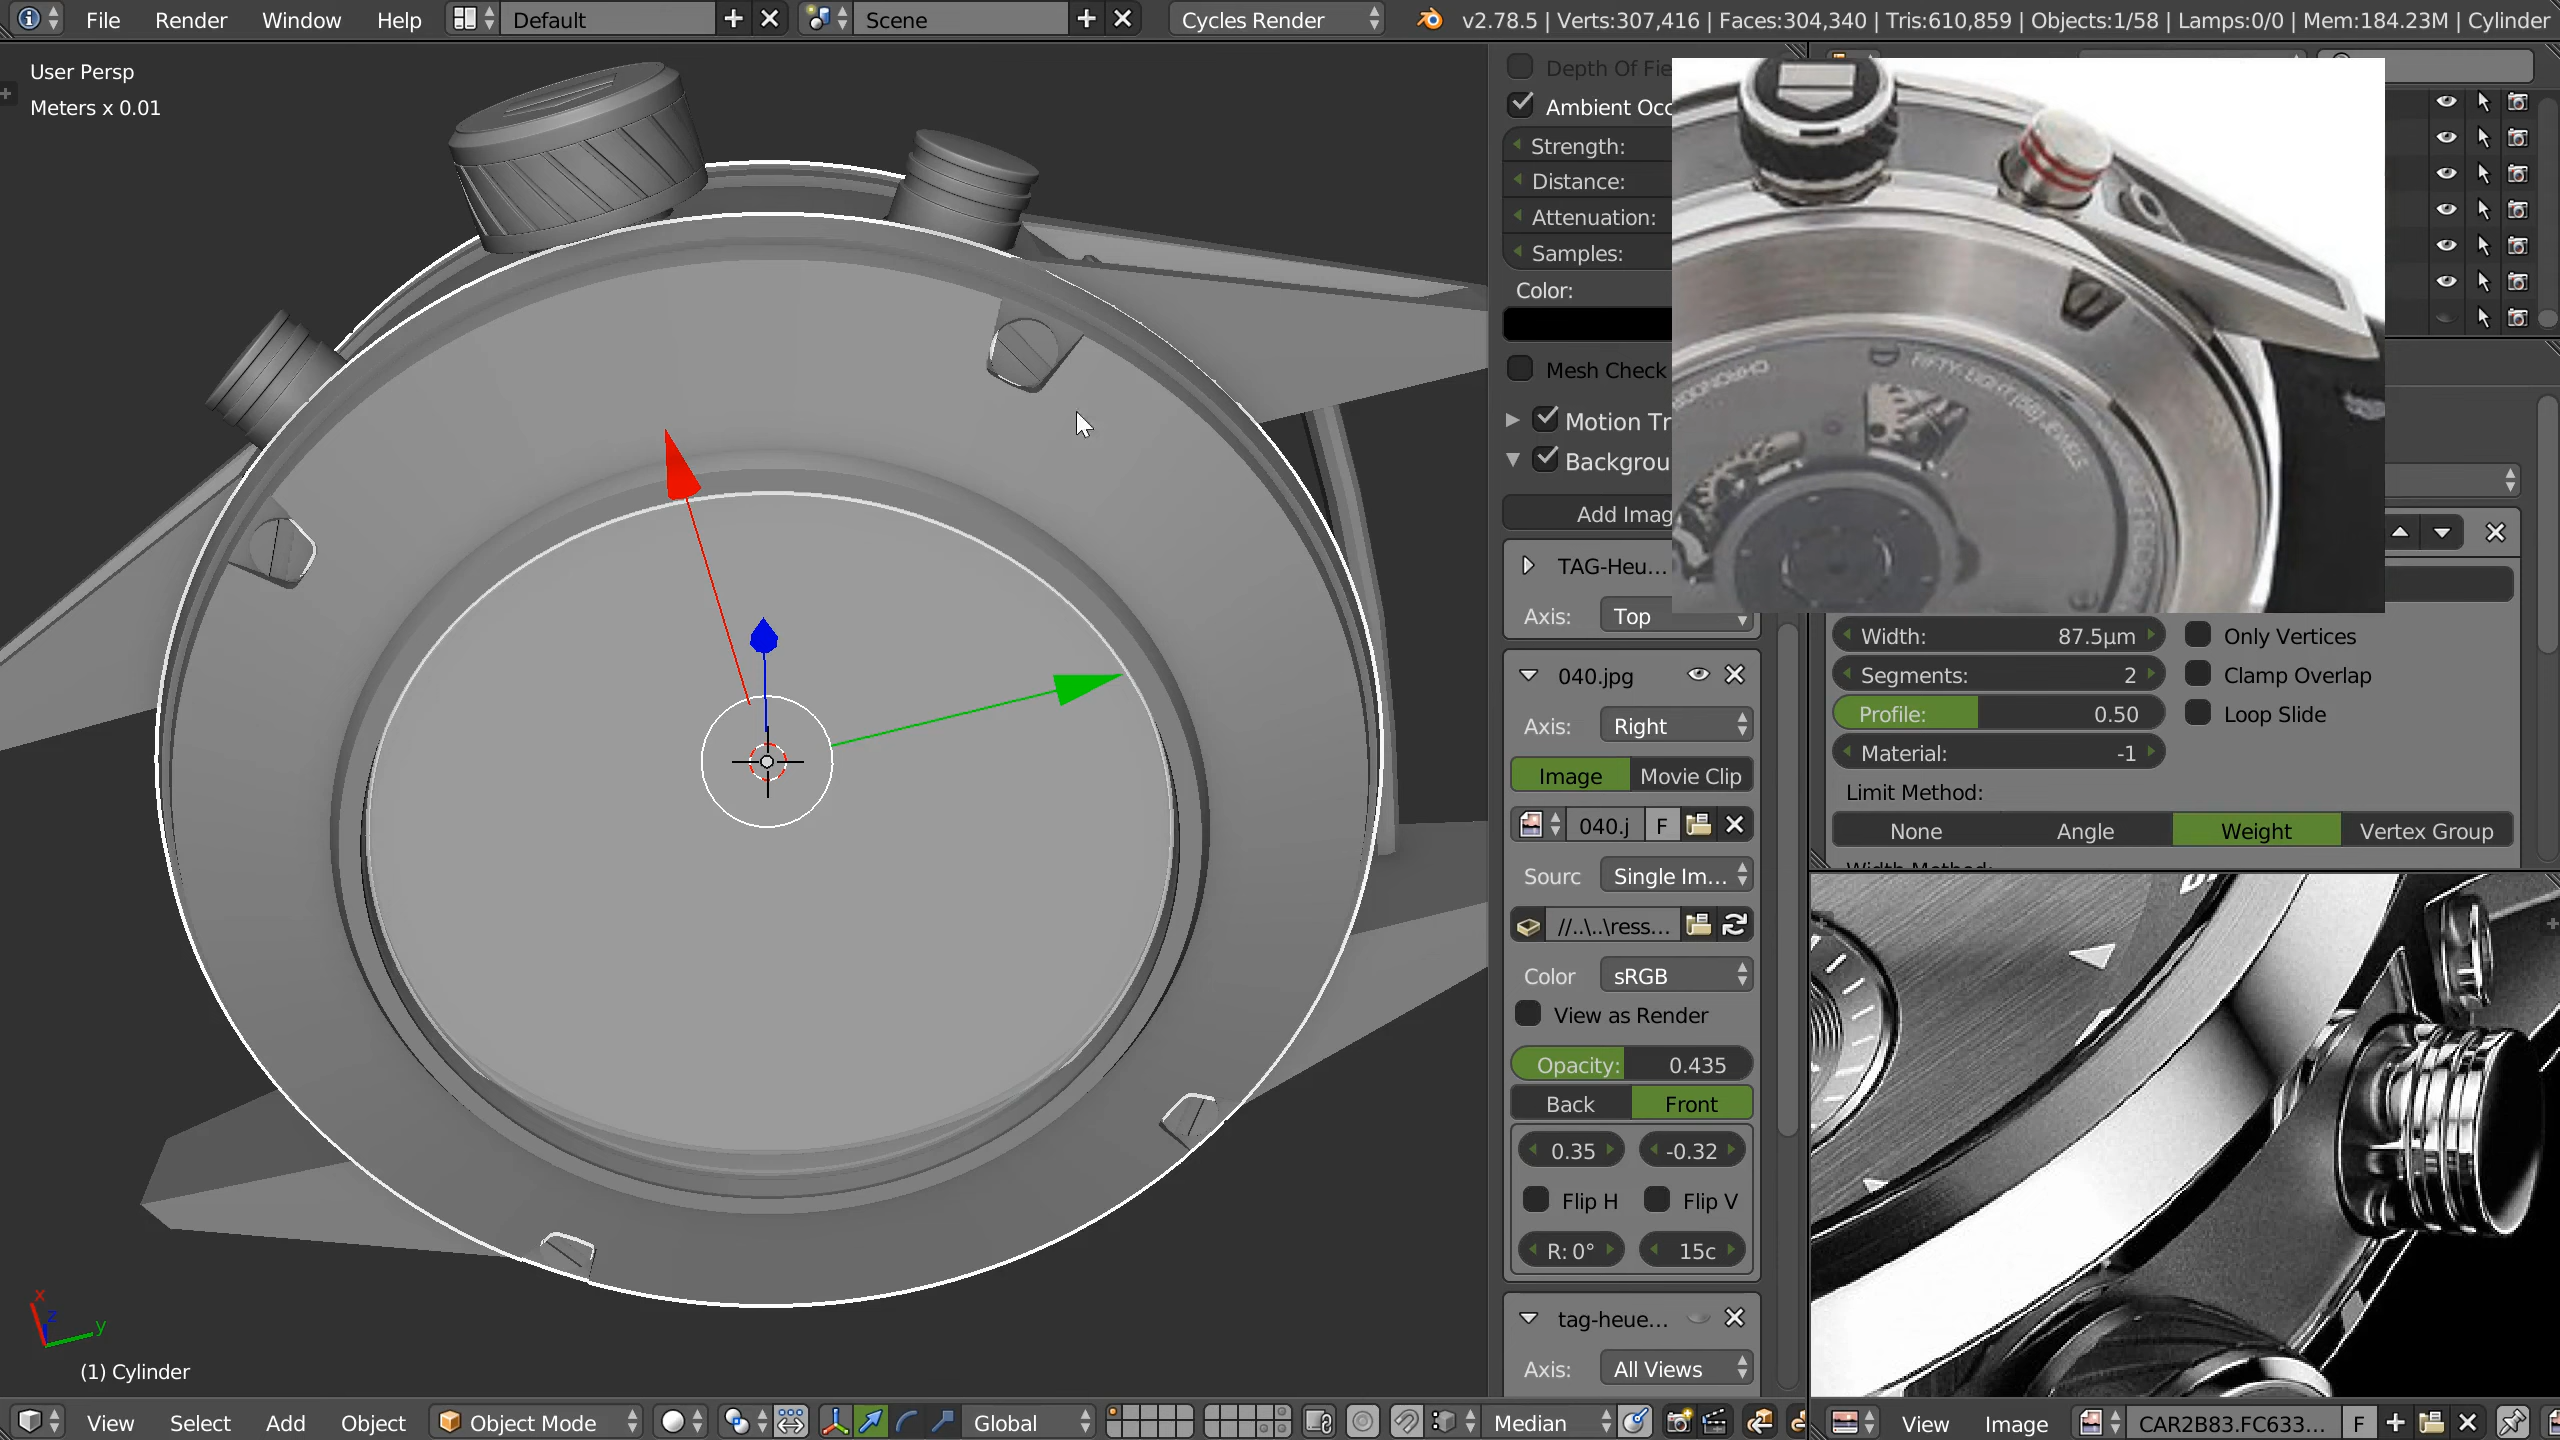 File Render Window Help Default Scene Cycles Render v2.78.5 | Verts:307,416 | Faces:304,340 | Tris:610,859 | Objects:1/58 | Lamps:0/0 | Mem:184.23M | Cylinder
User Persp
Meters x 0.01
Depth Of Fie
Ambient Occ
Strength:
Distance:
Attenuation:
Samples:
Color:
Mesh Check
Motion Tr
Backgrou
Add Imag
TAG-Heu...
Axis: Top
040.jpg
Axis: Right
Image Movie Clip
040.j F
Sourc Single Im...
//..\..\ress...
Color sRGB
View as Render
Opacity: 0.435
Back Front
0.35 -0.32
Flip H Flip V
R: 0° 15c
tag-heue...
Axis: All Views
FIFTY-EIGHT (58) JEWELS
Width: 87.5µm Only Vertices
Segments: 2 Clamp Overlap
Profile: 0.50 Loop Slide
Material: -1
Limit Method:
None Angle Weight Vertex Group
Width Method:
x
z
y
(1) Cylinder
View Select Add Object Object Mode Global Median
View Image CAR2B83.FC633... F